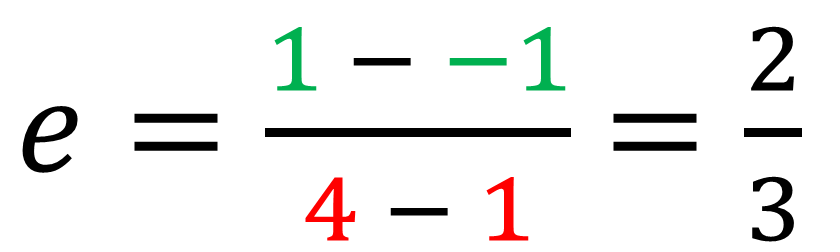 e = (1 − −1)/(4 − 1) = 2/3